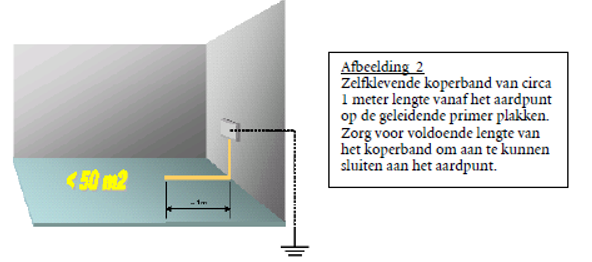 < 50 m2
± 1 m
Afbeelding 2
Zelfklevende koperband van circa
1 meter lengte vanaf het aardpunt
op de geleidende primer plakken.
Zorg voor voldoende lengte van
het koperband om aan te kunnen
sluiten aan het aardpunt.